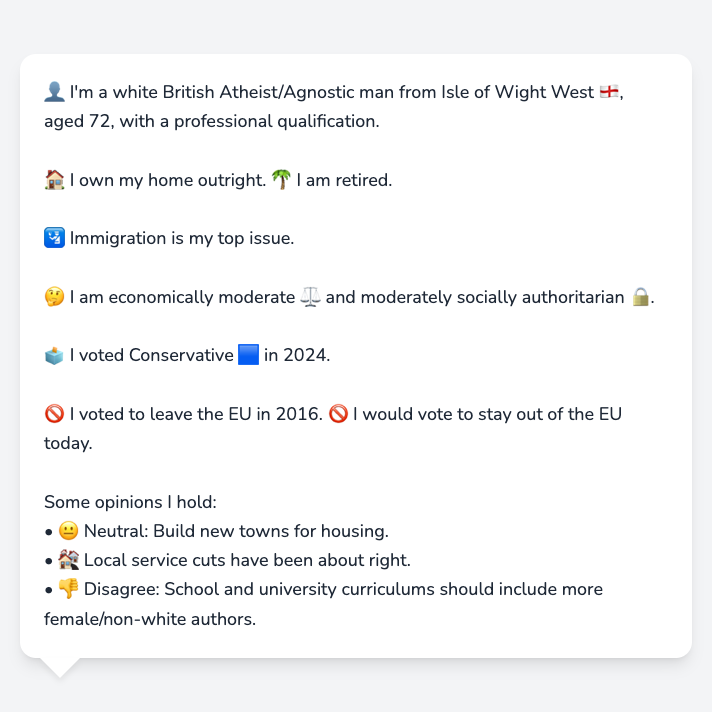 👤 I'm a white British Atheist/Agnostic man from Isle of Wight West 🏴󠁧󠁢󠁥󠁮󠁧󠁿,
aged 72, with a professional qualification.
🏠 I own my home outright. 🌴 I am retired.
🛂 Immigration is my top issue.
🤔 I am economically moderate ⚖️ and moderately socially authoritarian 🔒.
🗳️ I voted Conservative 🟦 in 2024.
🚫 I voted to leave the EU in 2016. 🚫 I would vote to stay out of the EU
today.
Some opinions I hold:
• 😐 Neutral: Build new towns for housing.
• 🏘️ Local service cuts have been about right.
• 👎 Disagree: School and university curriculums should include more
female/non-white authors.